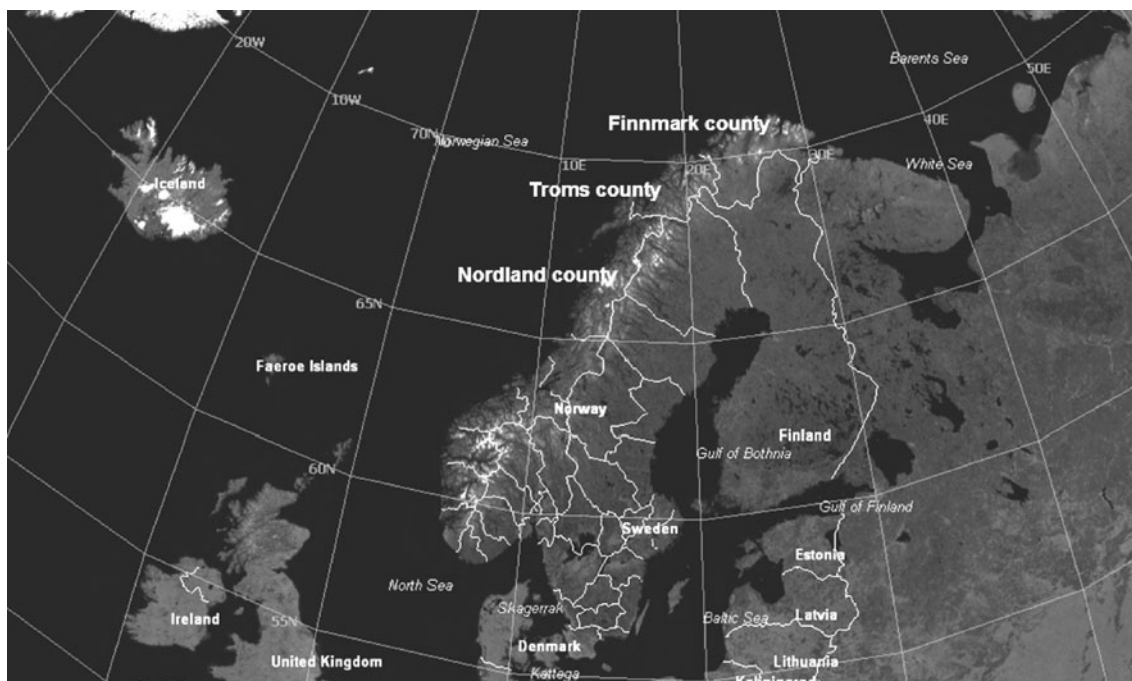 20W
Barents Sea
50E
10W
40E
Finnmark county
70N
Norwegian Sea
30E
10E
20E
White Sea
Iceland
Troms county
Nordland county
65N
Faeroe Islands
Norway
Finland
Gulf of Bothnia
60N
Gulf of Finland
Sweden
Estonia
North Sea
Skagerrak
Ireland
55N
Baltic Sea
Latvia
Denmark
United Kingdom
Lithuania
Kattega
Kaliningrad